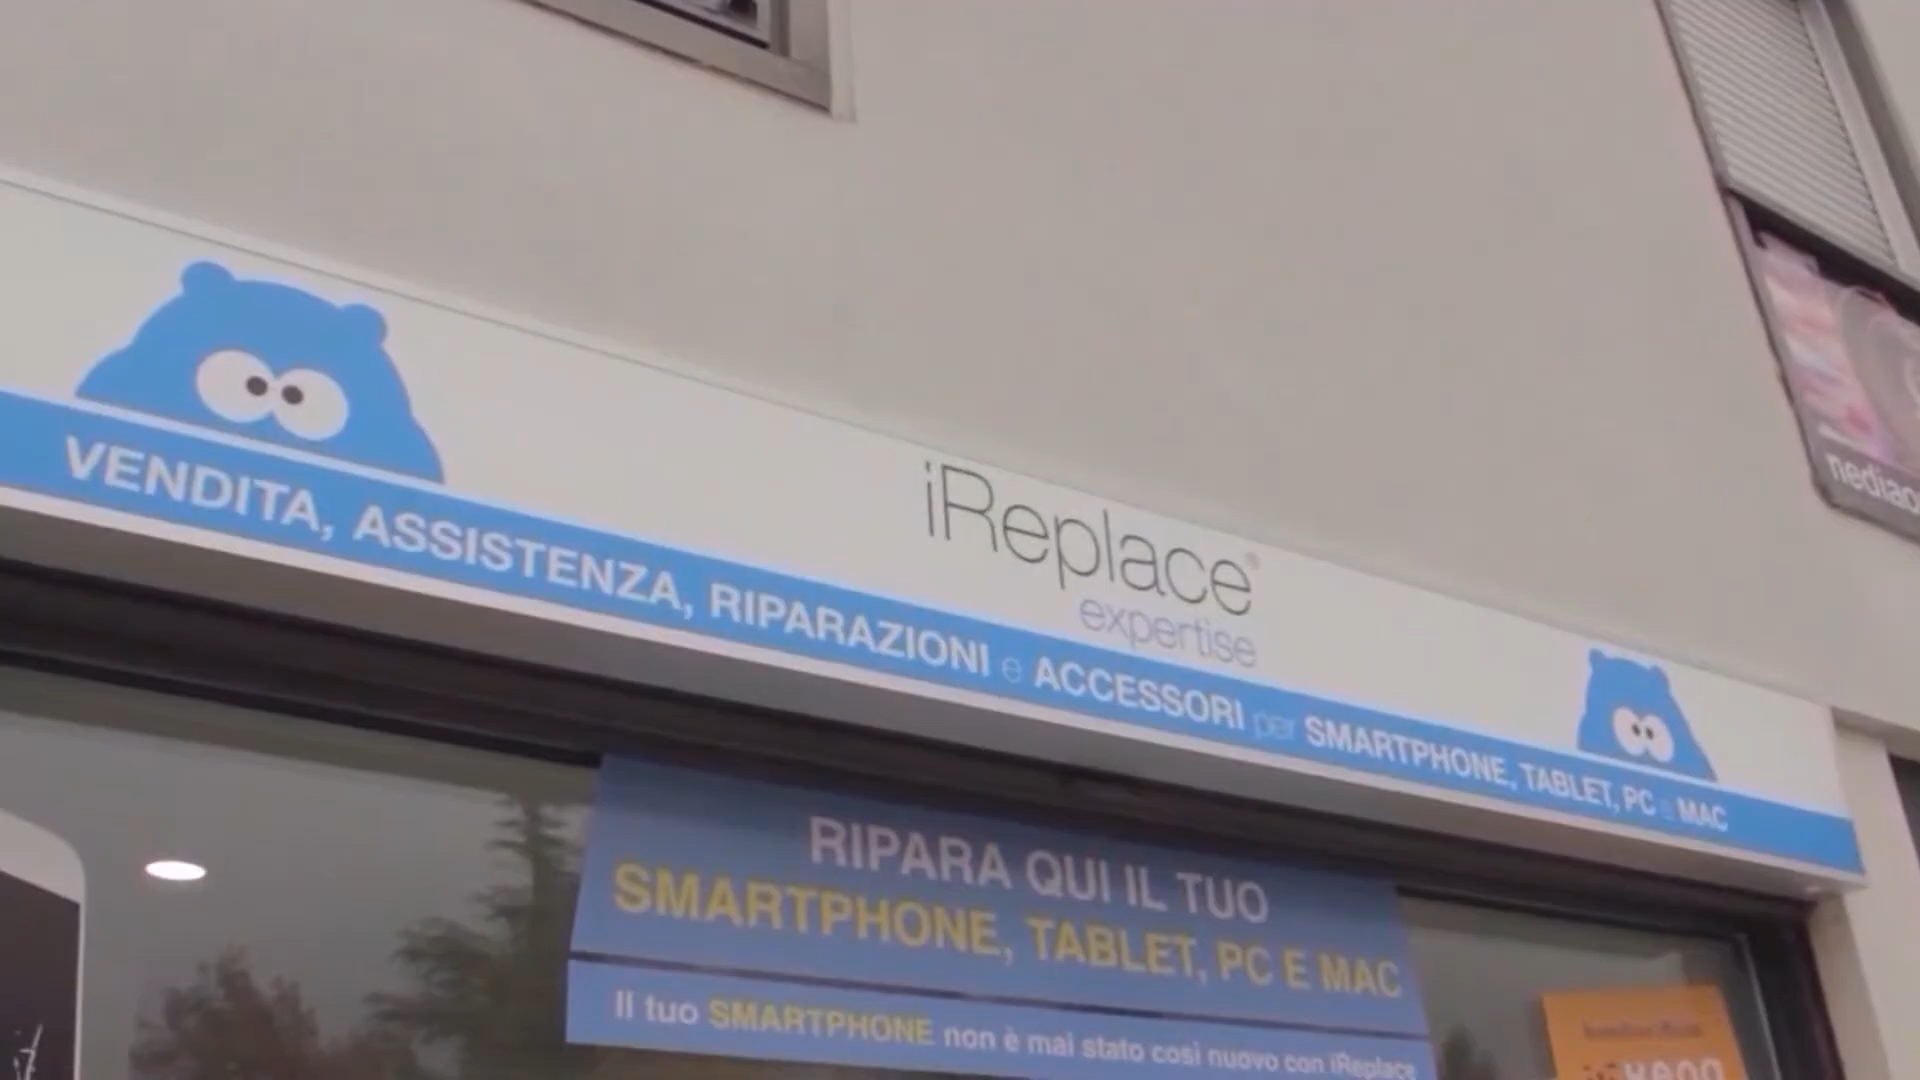 iReplace®
expertise
VENDITA, ASSISTENZA, RIPARAZIONI e ACCESSORI per SMARTPHONE, TABLET, PC e MAC
RIPARA QUI IL TUO
SMARTPHONE, TABLET, PC E MAC
Il tuo SMARTPHONE non è mai stato così nuovo con iReplace